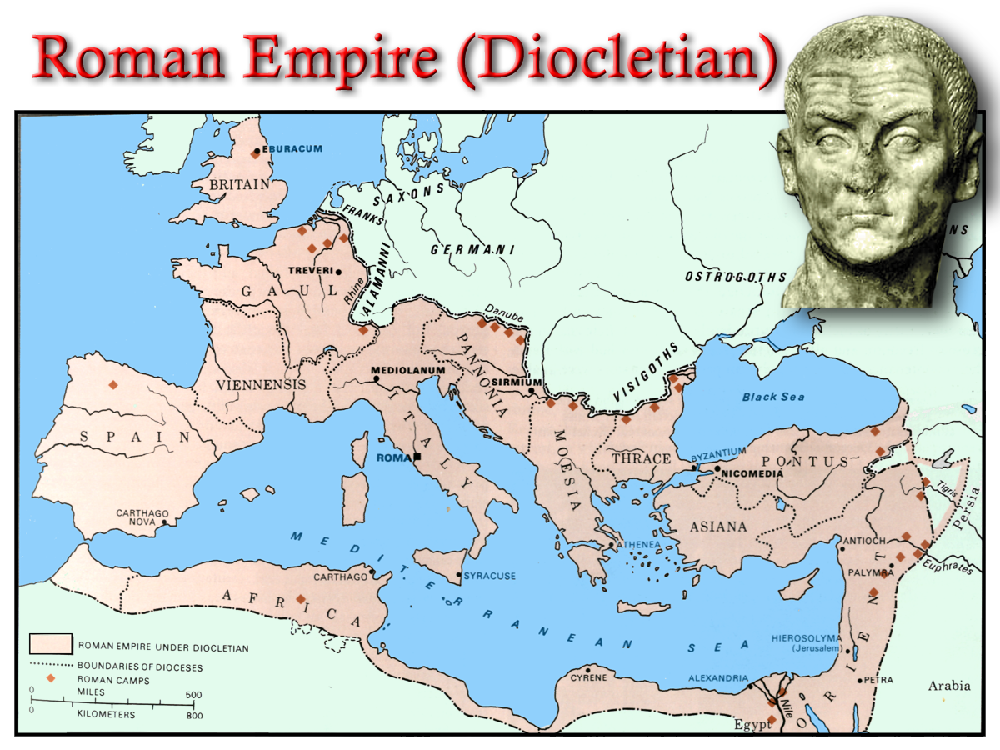 Roman Empire (Diocletian)
EBURACUM
BRITAIN
SAXONS
FRANKS
GERMANI
ALAMANNI
OSTROGOTHS
NS
TREVERI
GAUL
Rhine
Danube
PANNONIA
VISIGOTHS
MEDIOLANUM
SIRMIUM
VIENNENSIS
Black Sea
SPAIN
ITALY
MOESIA
ROMA
THRACE
BYZANTIUM
PONTUS
NICOMEDIA
Tigris
Persia
CARTHAGO
NOVA
ASIANA
ATHENEA
ANTIOCH
PALYMRA
Euphrates
CARTHAGO
SYRACUSE
MEDITERRANEAN SEA
AFRICA
ORIENT
HIEROSOLYMA
(Jerusalem)
CYRENE
ALEXANDRIA
PETRA
Arabia
Nile
Egypt
ROMAN EMPIRE UNDER DIOCLETIAN
BOUNDARIES OF DIOCESES
ROMAN CAMPS
MILES
0 500
0 800
KILOMETERS